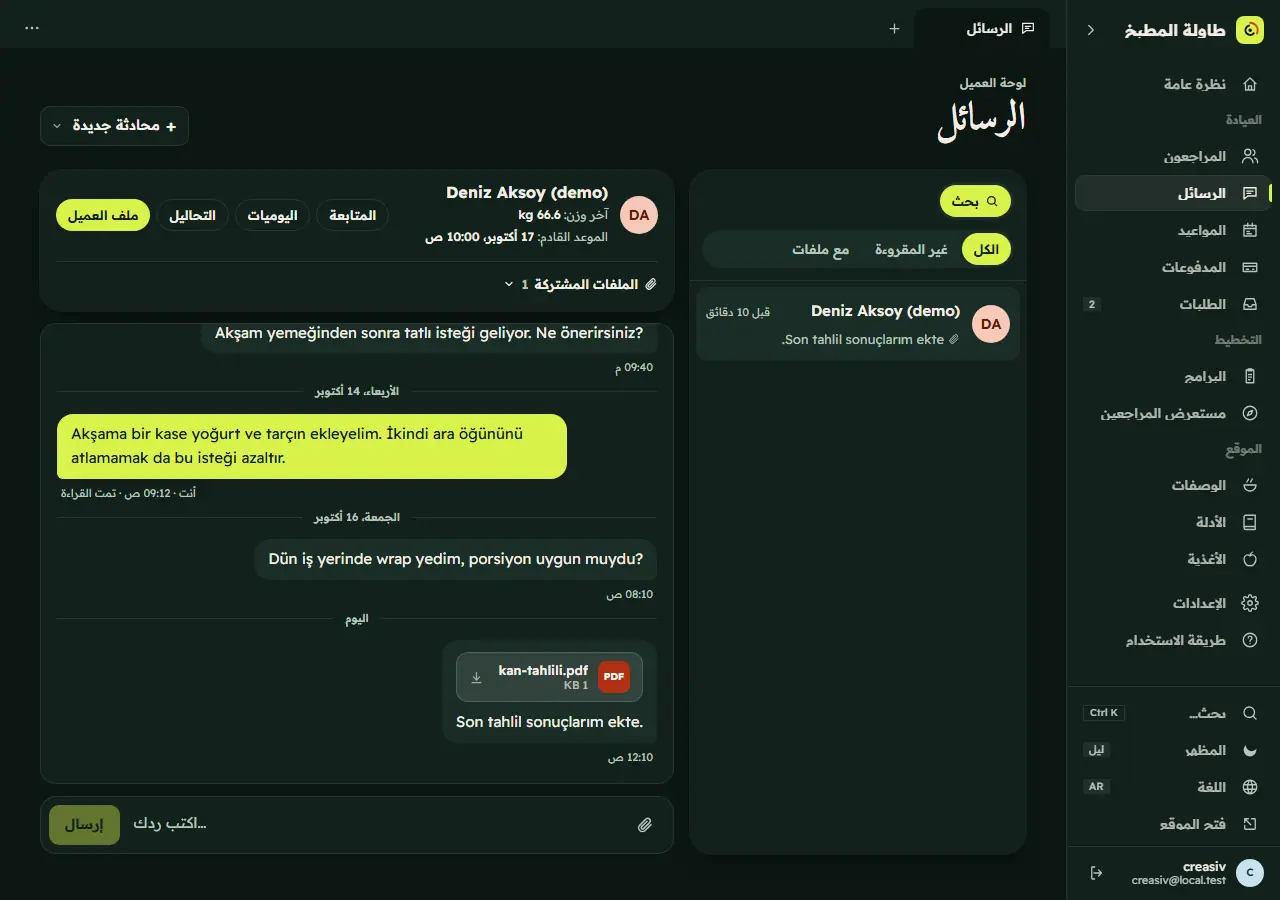 طاولة المطبخ
نظرة عامة
العيادة
المراجعون
الرسائل
المواعيد
المدفوعات
الطلبات
2
التخطيط
البرامج
مستعرض المراجعين
الموقع
الوصفات
الأدلة
الأغذية
الإعدادات
طريقة الاستخدام
بحث...
Ctrl K
المظهر
ليل
اللغة
AR
فتح الموقع
creasiv
creasiv@local.test
C
الرسائل
لوحة العميل
الرسائل
+ محادثة جديدة
بحث
الكل
غير المقروءة
مع ملفات
DA
Deniz Aksoy (demo)
قبل 10 دقائق
Son tahlil sonuçlarım ekte.
DA
Deniz Aksoy (demo)
آخر وزن: 66.6 kg
الموعد القادم: 17 أكتوبر، 10:00 ص
المتابعة
اليوميات
التحاليل
ملف العميل
الملفات المشتركة 1
Akşam yemeğinden sonra tatlı isteği geliyor. Ne önerirsiniz?
09:40 م
الأربعاء، 14 أكتوبر
Akşama bir kase yoğurt ve tarçın ekleyelim. İkindi ara öğününü
atlamamak da bu isteği azaltır.
أنت · 09:12 ص · تمت القراءة
الجمعة، 16 أكتوبر
Dün iş yerinde wrap yedim, porsiyon uygun muydu?
08:10 ص
اليوم
PDF
kan-tahlili.pdf
1 KB
Son tahlil sonuçlarım ekte.
12:10 ص
اكتب ردك...
إرسال